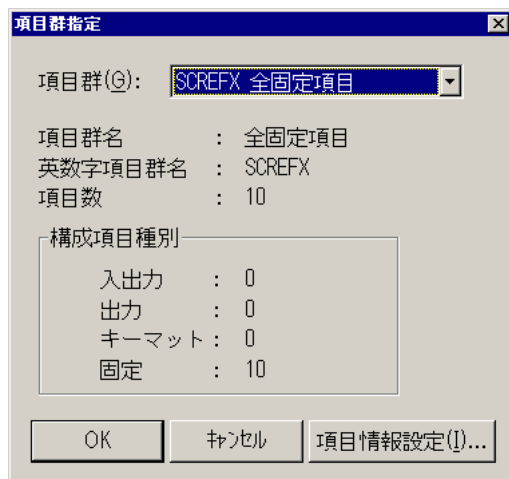 項目群指定
項目群(G): SCREFX 全固定項目
項目群名 : 全固定項目
英数字項目群名 : SCREFX
項目数 : 10
構成項目種別
入出力 : 0
出力 : 0
キーマット : 0
固定 : 10
OK ｷｬﾝｾﾙ 項目情報設定(I)...